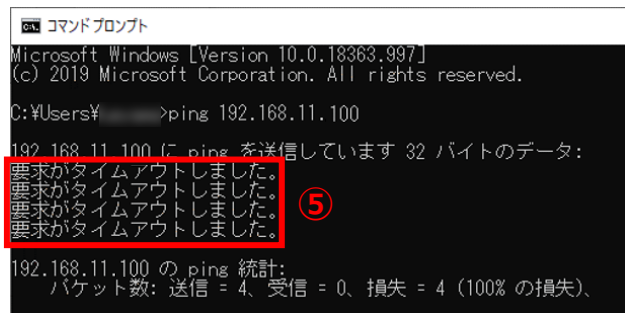 コマンド プロンプト
Microsoft Windows [Version 10.0.18363.997]
(c) 2019 Microsoft Corporation. All rights reserved.
C:¥Users¥ >ping 192.168.11.100
192.168.11.100 に ping を送信しています 32 バイトのデータ:
要求がタイムアウトしました。
要求がタイムアウトしました。
要求がタイムアウトしました。
要求がタイムアウトしました。
⑤
192.168.11.100 の ping 統計:
パケット数: 送信 = 4、受信 = 0、損失 = 4 (100% の損失)、